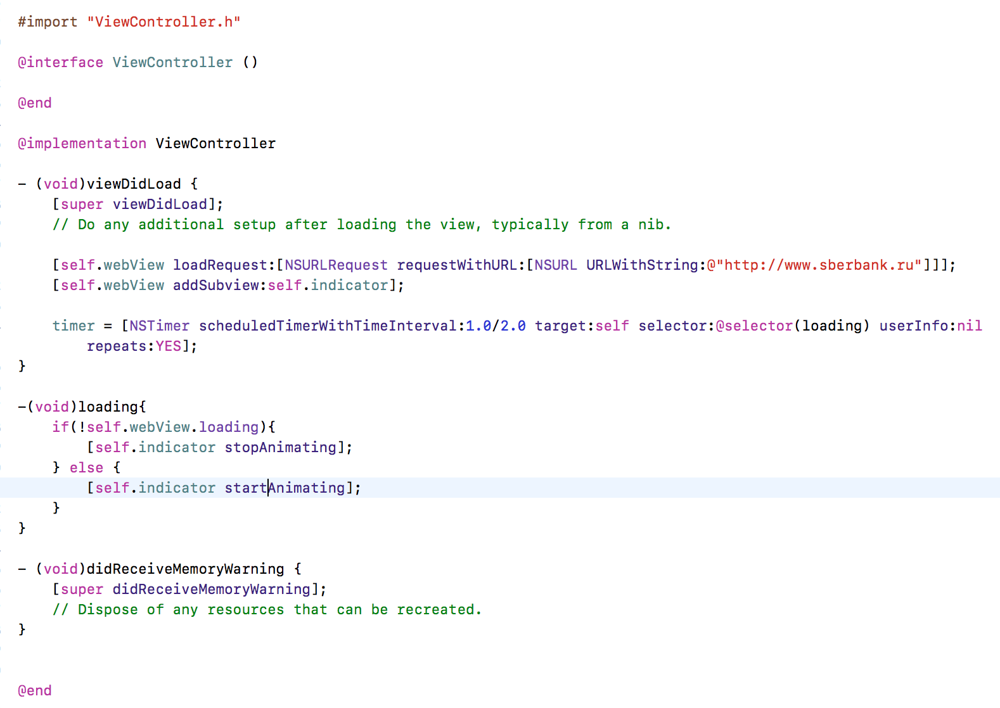 #import "ViewController.h"
@interface ViewController ()
@end
@implementation ViewController
- (void)viewDidLoad {
[super viewDidLoad];
// Do any additional setup after loading the view, typically from a nib.
[self.webView loadRequest:[NSURLRequest requestWithURL:[NSURL URLWithString:@"http://www.sberbank.ru"]]];
[self.webView addSubview:self.indicator];
timer = [NSTimer scheduledTimerWithTimeInterval:1.0/2.0 target:self selector:@selector(loading) userInfo:nil
repeats:YES];
}
-(void)loading{
if(!self.webView.loading){
[self.indicator stopAnimating];
} else {
[self.indicator startAnimating];
}
}
- (void)didReceiveMemoryWarning {
[super didReceiveMemoryWarning];
// Dispose of any resources that can be recreated.
}
@end